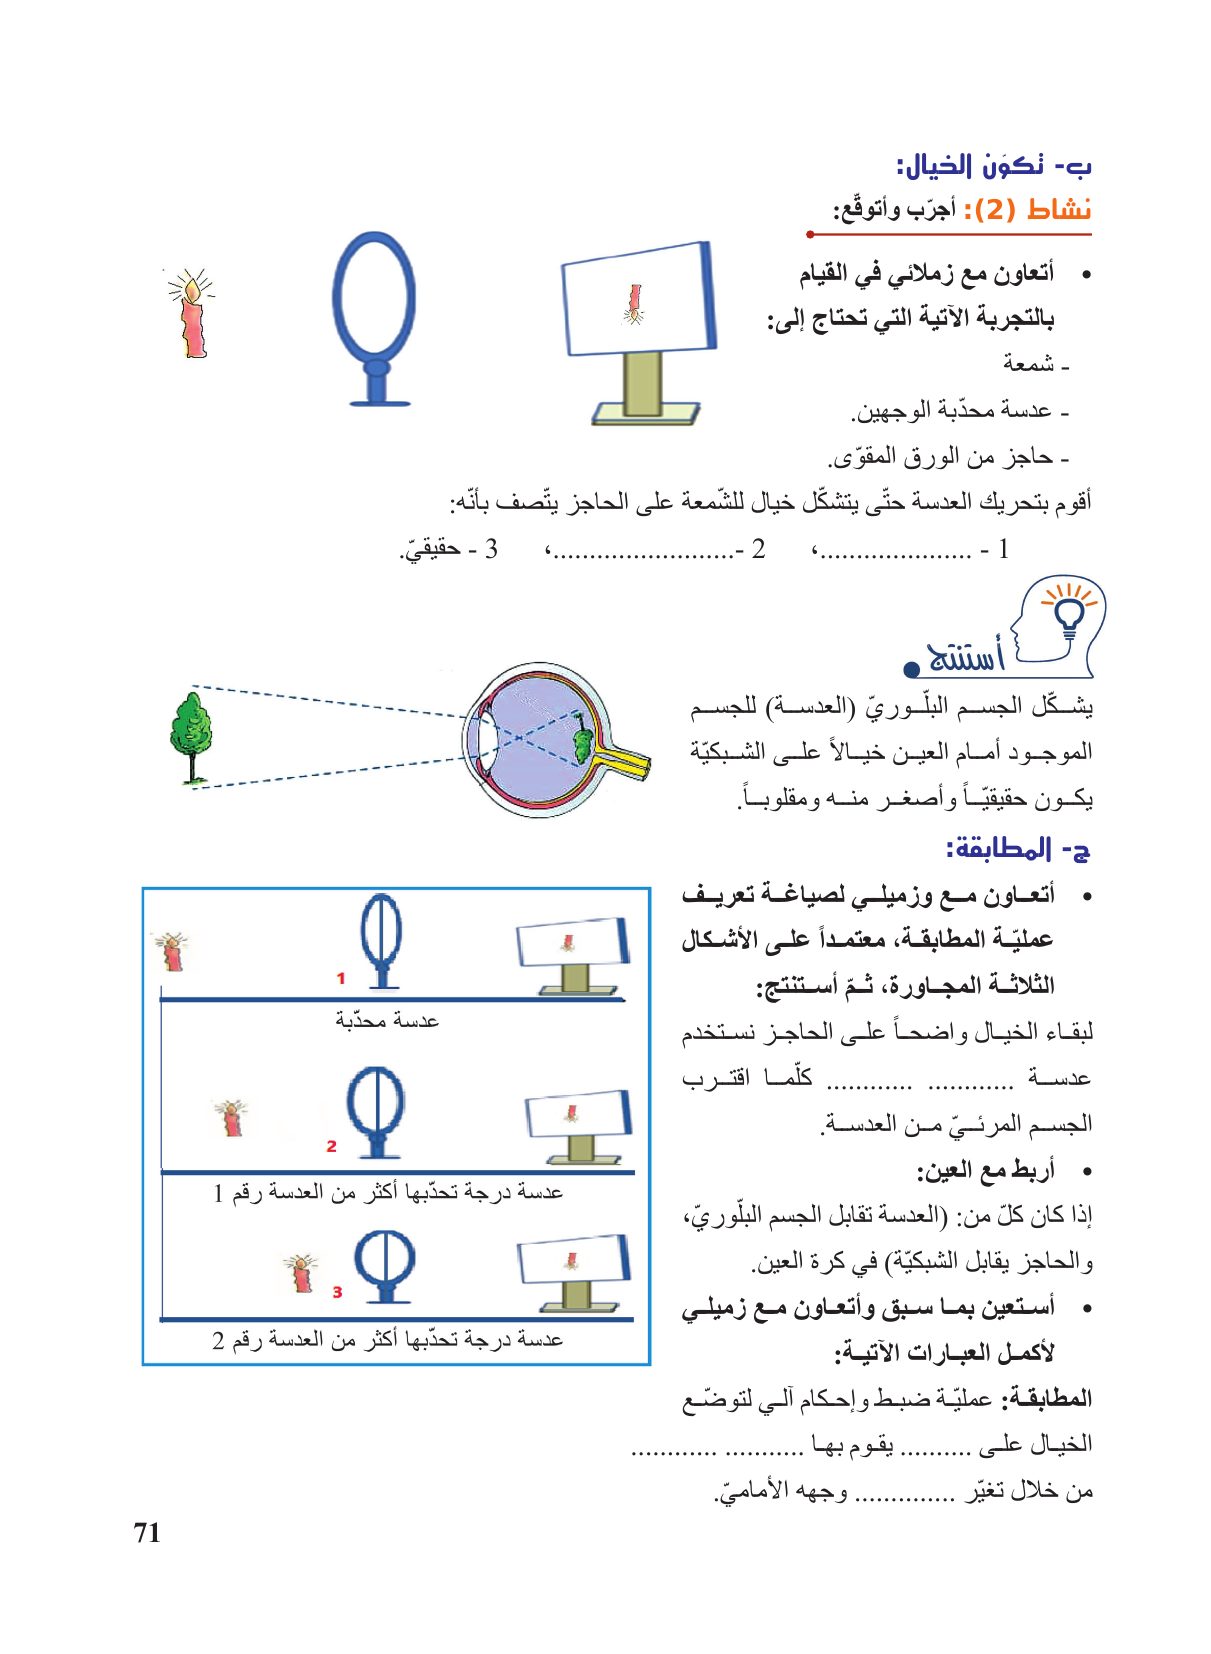 ب- تكوّن الخيال:
نشاط (2): أجرّب وأتوقّع:
• أتعاون مع زملائي في القيام
بالتجربة الآتية التي تحتاج إلى:
- شمعة
- عدسة محدّبة الوجهين.
- حاجز من الورق المقوّى.
أقوم بتحريك العدسة حتّى يتشكّل خيال للشّمعة على الحاجز يتّصف بأنّه:
1 - .....................، 2 -.........................، 3 - حقيقيّ.
أستنتج
يشكّل الجسم البلّوريّ (العدسة) للجسم
الموجود أمام العين خيالاً على الشبكيّة
يكون حقيقيّاً وأصغر منه ومقلوباً.
ج- المطابقة:
• أتعاون مع وزميلي لصياغة تعريف
عمليّة المطابقة، معتمداً على الأشكال
الثلاثة المجاورة، ثمّ أستنتج:
لبقاء الخيال واضحاً على الحاجز نستخدم
عدسة ............ ............ كلّما اقترب
الجسم المرئيّ من العدسة.
• أربط مع العين:
إذا كان كلّ من: (العدسة تقابل الجسم البلّوريّ،
والحاجز يقابل الشبكيّة) في كرة العين.
• أستعين بما سبق وأتعاون مع زميلي
لأكمل العبارات الآتية:
المطابقة: عمليّة ضبط وإحكام آلي لتوضّع
الخيال على .......... يقوم بها ........... ............
من خلال تغيّر .............. وجهه الأماميّ.
1
عدسة محدّبة
2
عدسة درجة تحدّبها أكثر من العدسة رقم 1
3
عدسة درجة تحدّبها أكثر من العدسة رقم 2
71